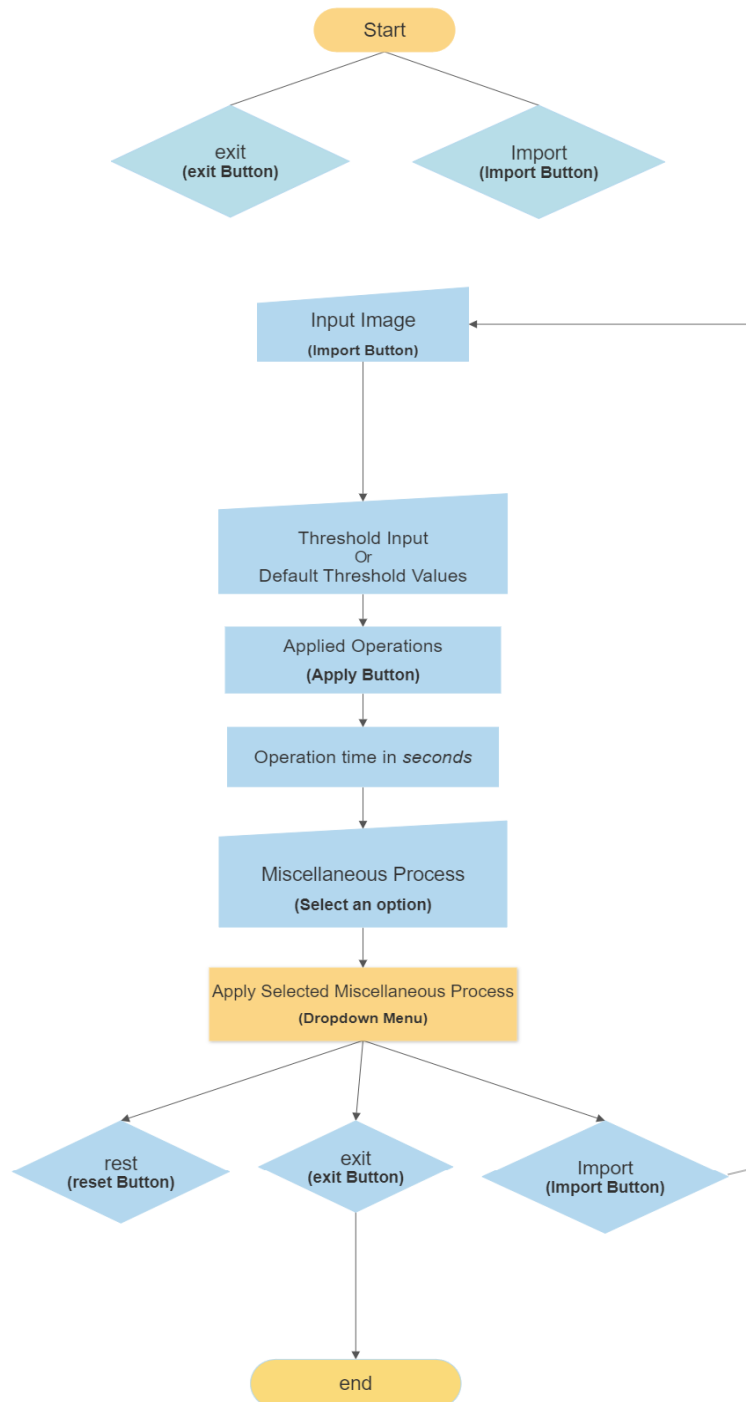 Start
exit
(exit Button)
Import
(Import Button)
Input Image
(Import Button)
Threshold Input
Or
Default Threshold Values
Applied Operations
(Apply Button)
Operation time in seconds
Miscellaneous Process
(Select an option)
Apply Selected Miscellaneous Process
(Dropdown Menu)
rest
(reset Button)
exit
(exit Button)
Import
(Import Button)
end